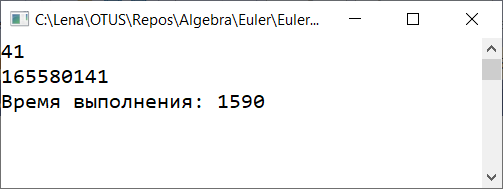 C:\Lena\OTUS\Repos\Algebra\Euler\Euler...
41
165580141
Время выполнения: 1590